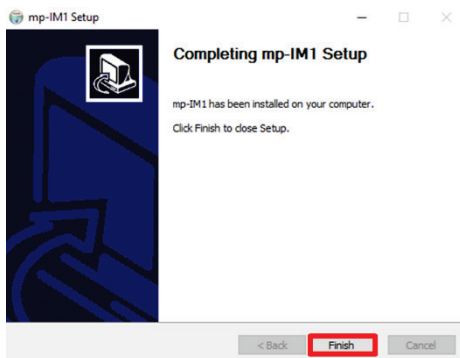 mp-IM1 Setup
Completing mp-IM1 Setup
mp-IM1 has been installed on your computer.
Click Finish to close Setup.
< Back Finish Cancel